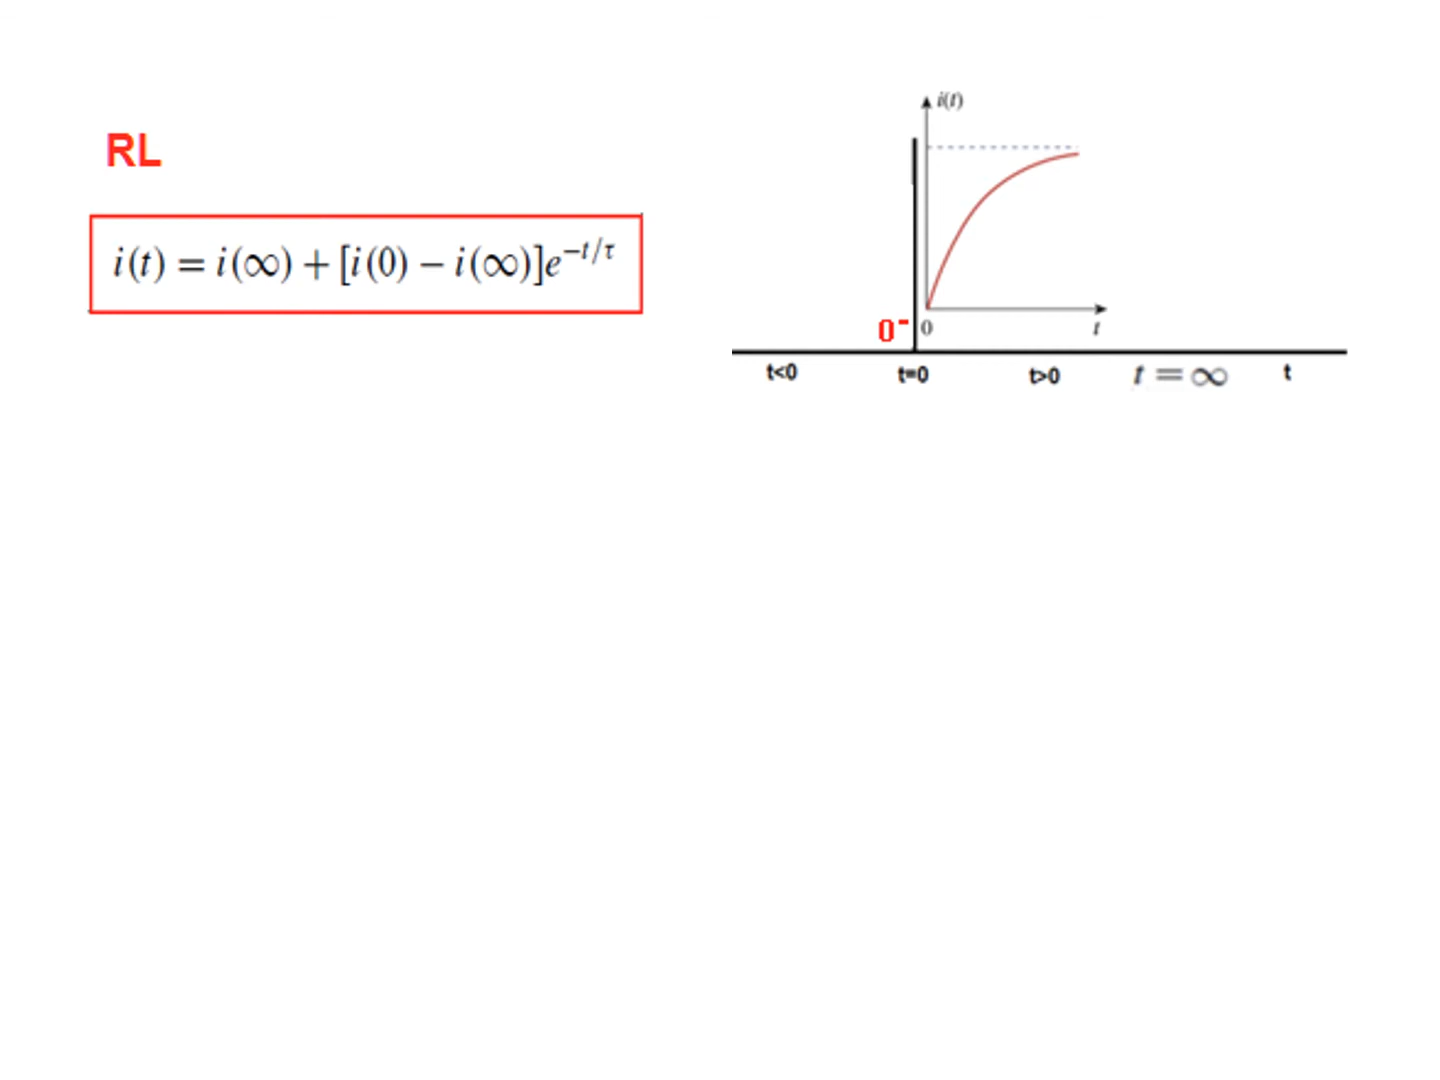 RL
i(t) = i(∞) + [i(0) − i(∞)]e^{−t/τ}
i(t)
0⁻ 0 t
t<0 t=0 t>0 t = ∞ t